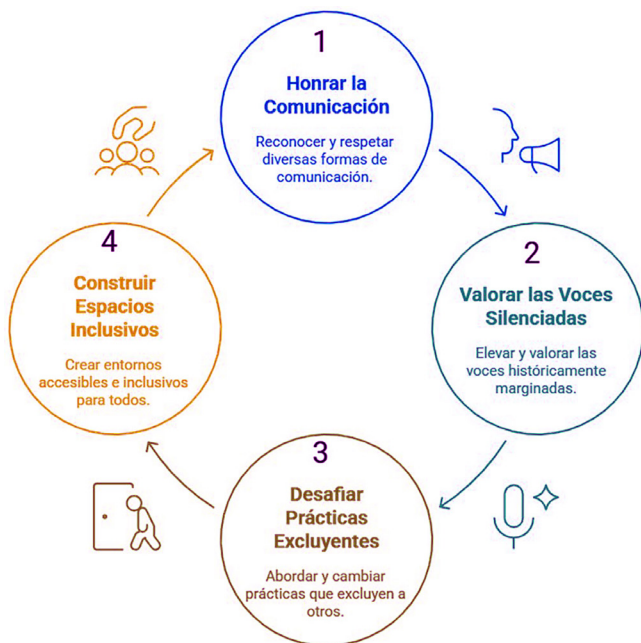 1
Honrar la
Comunicación
Reconocer y respetar
diversas formas de
comunicación.
2
Valorar las Voces
Silenciadas
Elevar y valorar las
voces históricamente
marginadas.
3
Desafiar
Prácticas
Excluyentes
Abordar y cambiar
prácticas que excluyen a
otros.
4
Construir
Espacios
Inclusivos
Crear entornos
accesibles e inclusivos
para todos.